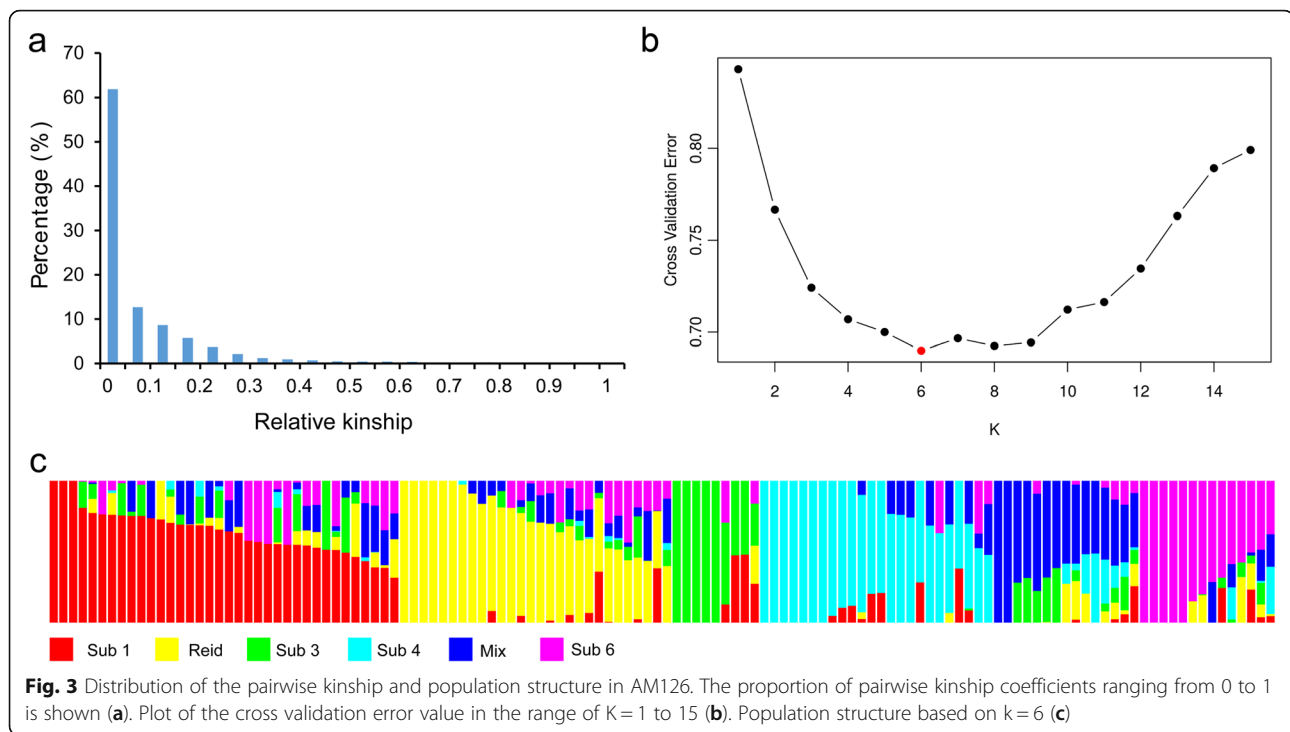 a
70
60
50
40
30
20
10
0
Percentage (%)
0 0.1 0.2 0.3 0.4 0.5 0.6 0.7 0.8 0.9 1
Relative kinship
b
0.80
0.75
0.70
Cross Validation Error
2 4 6 8 10 12 14
K
c
Sub 1 Reid Sub 3 Sub 4 Mix Sub 6
Fig. 3 Distribution of the pairwise kinship and population structure in AM126. The proportion of pairwise kinship coefficients ranging from 0 to 1
is shown (a). Plot of the cross validation error value in the range of K = 1 to 15 (b). Population structure based on k = 6 (c)